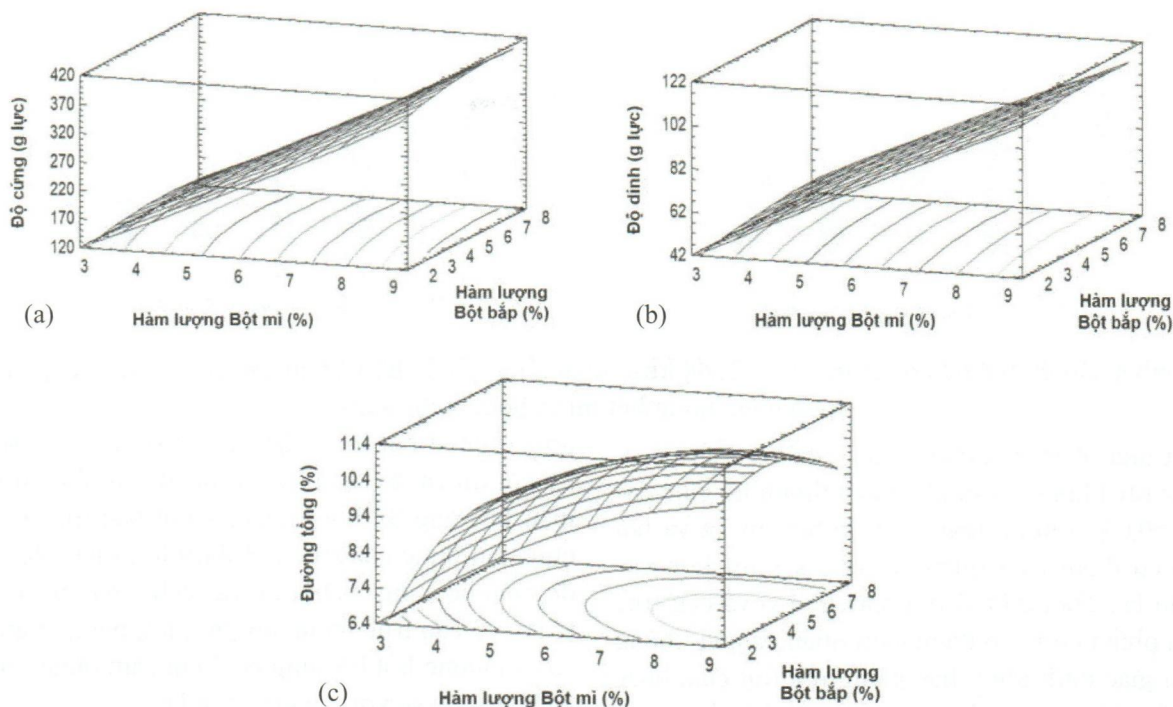 Độ cứng (g lực)
420
370
320
270
220
170
120
3 4 5 6 7 8 9
2 3 4 5 6 7 8
Hàm lượng Bột mì (%)
Hàm lượng
Bột bắp (%)
(a)
Độ dính (g lực)
122
102
82
62
42
3 4 5 6 7 8 9
2 3 4 5 6 7 8
Hàm lượng Bột mì (%)
Hàm lượng
Bột bắp (%)
(b)
Đường tổng (%)
11.4
10.4
9.4
8.4
7.4
6.4
3 4 5 6 7 8 9
2 3 4 5 6 7 8
Hàm lượng Bột mì (%)
Hàm lượng
Bột bắp (%)
(c)